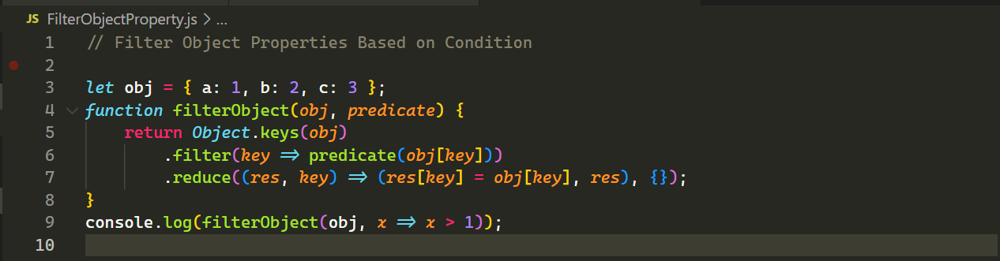 JS FilterObjectProperty.js > ...
1 // Filter Object Properties Based on Condition
2
3 let obj = { a: 1, b: 2, c: 3 };
4 function filterObject(obj, predicate) {
5     return Object.keys(obj)
6         .filter(key => predicate(obj[key]))
7         .reduce((res, key) => (res[key] = obj[key], res), {});
8 }
9 console.log(filterObject(obj, x => x > 1));
10